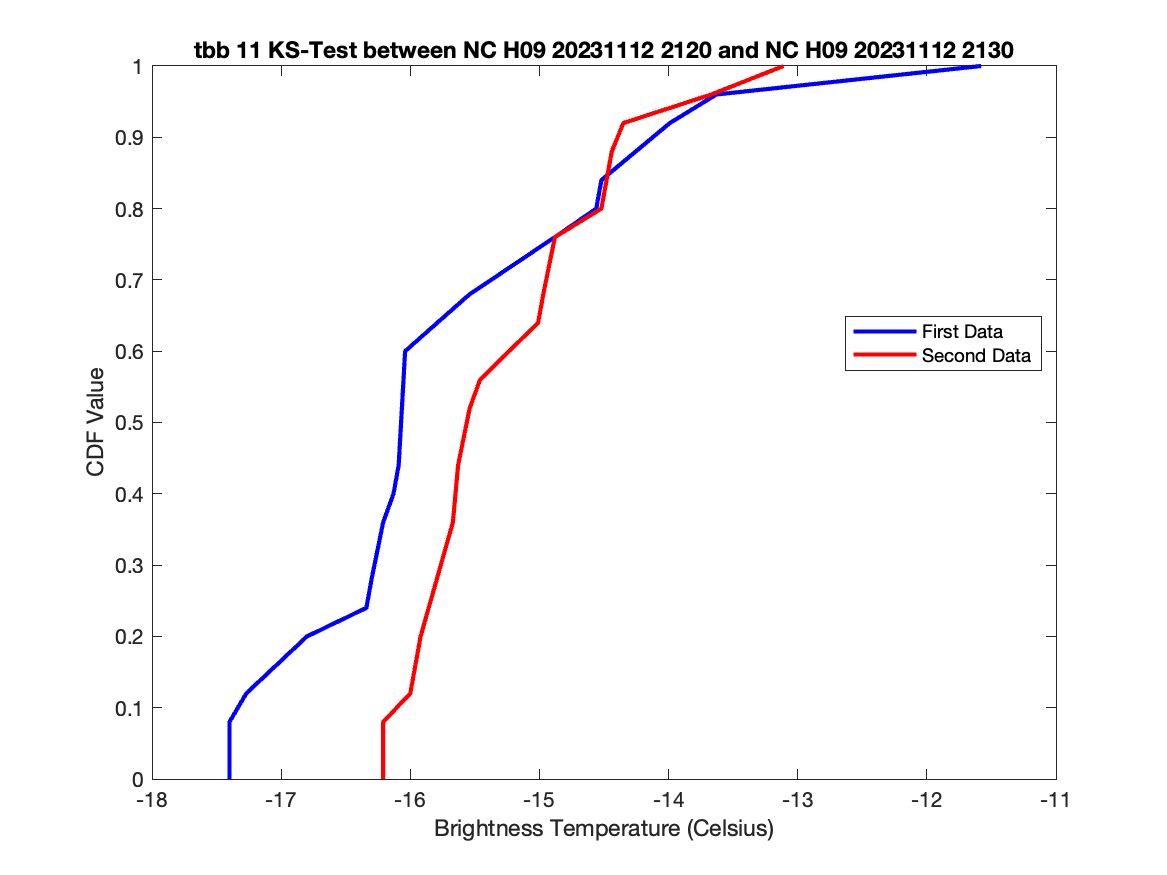 tbb 11 KS-Test between NC H09 20231112 2120 and NC H09 20231112 2130
1
0.9
0.8
0.7
0.6
0.5
0.4
0.3
0.2
0.1
0
CDF Value
First Data
Second Data
-18 -17 -16 -15 -14 -13 -12 -11
Brightness Temperature (Celsius)